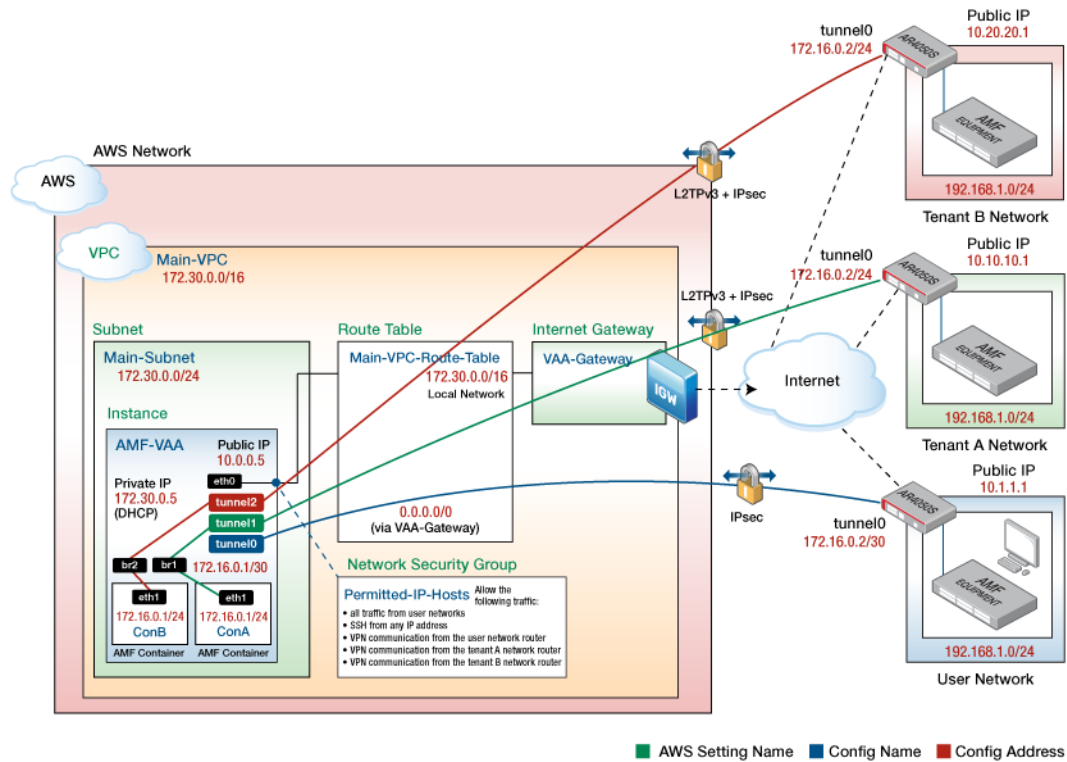 Public IP
10.20.20.1
tunnel0
172.16.0.2/24
AR4050S
AMF
EQUIPMENT
192.168.1.0/24
Tenant B Network
AWS Network
AWS
L2TPv3 + IPsec
VPC
Main-VPC
172.30.0.0/16
Public IP
10.10.10.1
tunnel0
172.16.0.2/24
AR4050S
AMF
EQUIPMENT
192.168.1.0/24
Tenant A Network
L2TPv3 + IPsec
Subnet
Main-Subnet
172.30.0.0/24
Route Table
Main-VPC-Route-Table
172.30.0.0/16
Local Network
0.0.0.0/0
(via VAA-Gateway)
Internet Gateway
VAA-Gateway
IGW
Internet
Instance
AMF-VAA
Public IP
10.0.0.5
eth0
Private IP
172.30.0.5
(DHCP)
tunnel2
tunnel1
tunnel0
172.16.0.1/30
br2
br1
eth1
172.16.0.1/24
ConB
AMF Container
eth1
172.16.0.1/24
ConA
AMF Container
Network Security Group
Permitted-IP-Hosts
Allow the
following traffic:
• all traffic from user networks
• SSH from any IP address
• VPN communication from the user network router
• VPN communication from the tenant A network router
• VPN communication from the tenant B network router
IPsec
Public IP
10.1.1.1
AR4050S
tunnel0
172.16.0.2/30
AMF
EQUIPMENT
192.168.1.0/24
User Network
AWS Setting Name
Config Name
Config Address